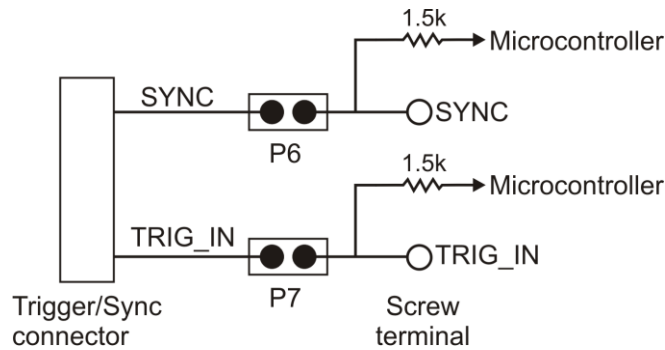 1.5k
Microcontroller
SYNC
SYNC
P6
1.5k
Microcontroller
TRIG_IN
TRIG_IN
P7
Trigger/Sync
connector
Screw
terminal